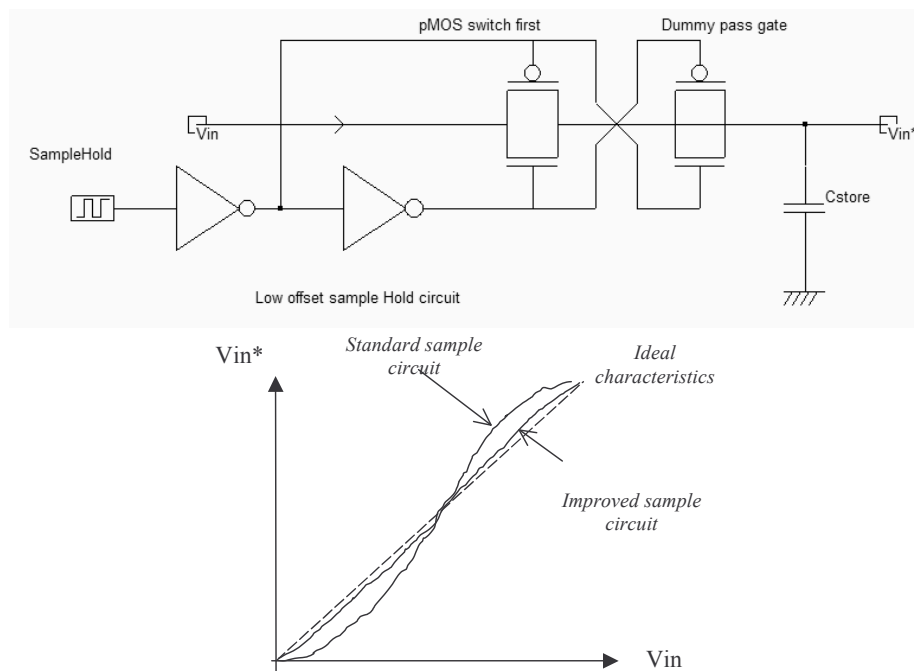 pMOS switch first
Dummy pass gate
Vin
Vin*
SampleHold
Cstore
Low offset sample Hold circuit
Vin*
Standard sample
circuit
Ideal
characteristics
Improved sample
circuit
Vin